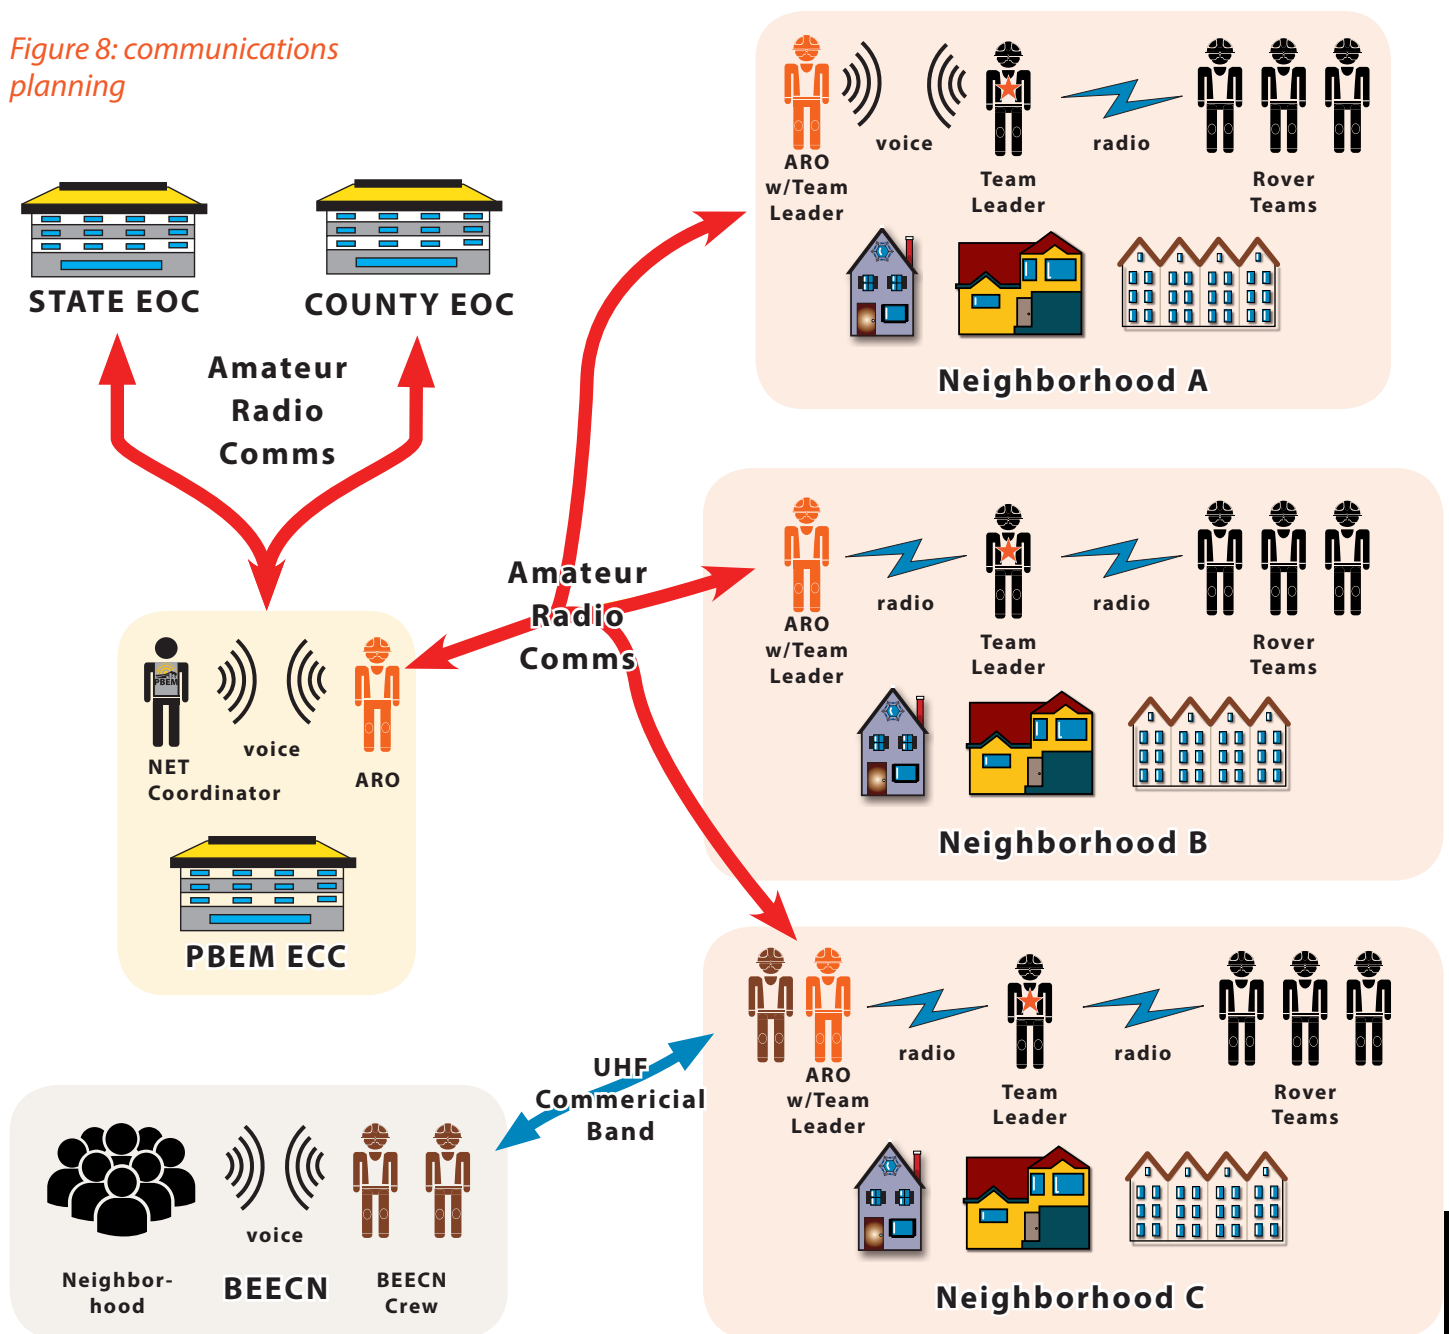 Figure 8: communications
planning
STATE EOC
COUNTY EOC
Amateur
Radio
Comms
Amateur
Radio
Comms
PBEM
voice
NET
Coordinator
ARO
PBEM ECC
voice
radio
ARO
w/Team
Leader
Team
Leader
Rover
Teams
Neighborhood A
radio
radio
ARO
w/Team
Leader
Team
Leader
Rover
Teams
Neighborhood B
radio
radio
ARO
w/Team
Leader
Team
Leader
Rover
Teams
Neighborhood C
UHF
Commericial
Band
voice
Neighbor-
hood
BEECN
BEECN
Crew